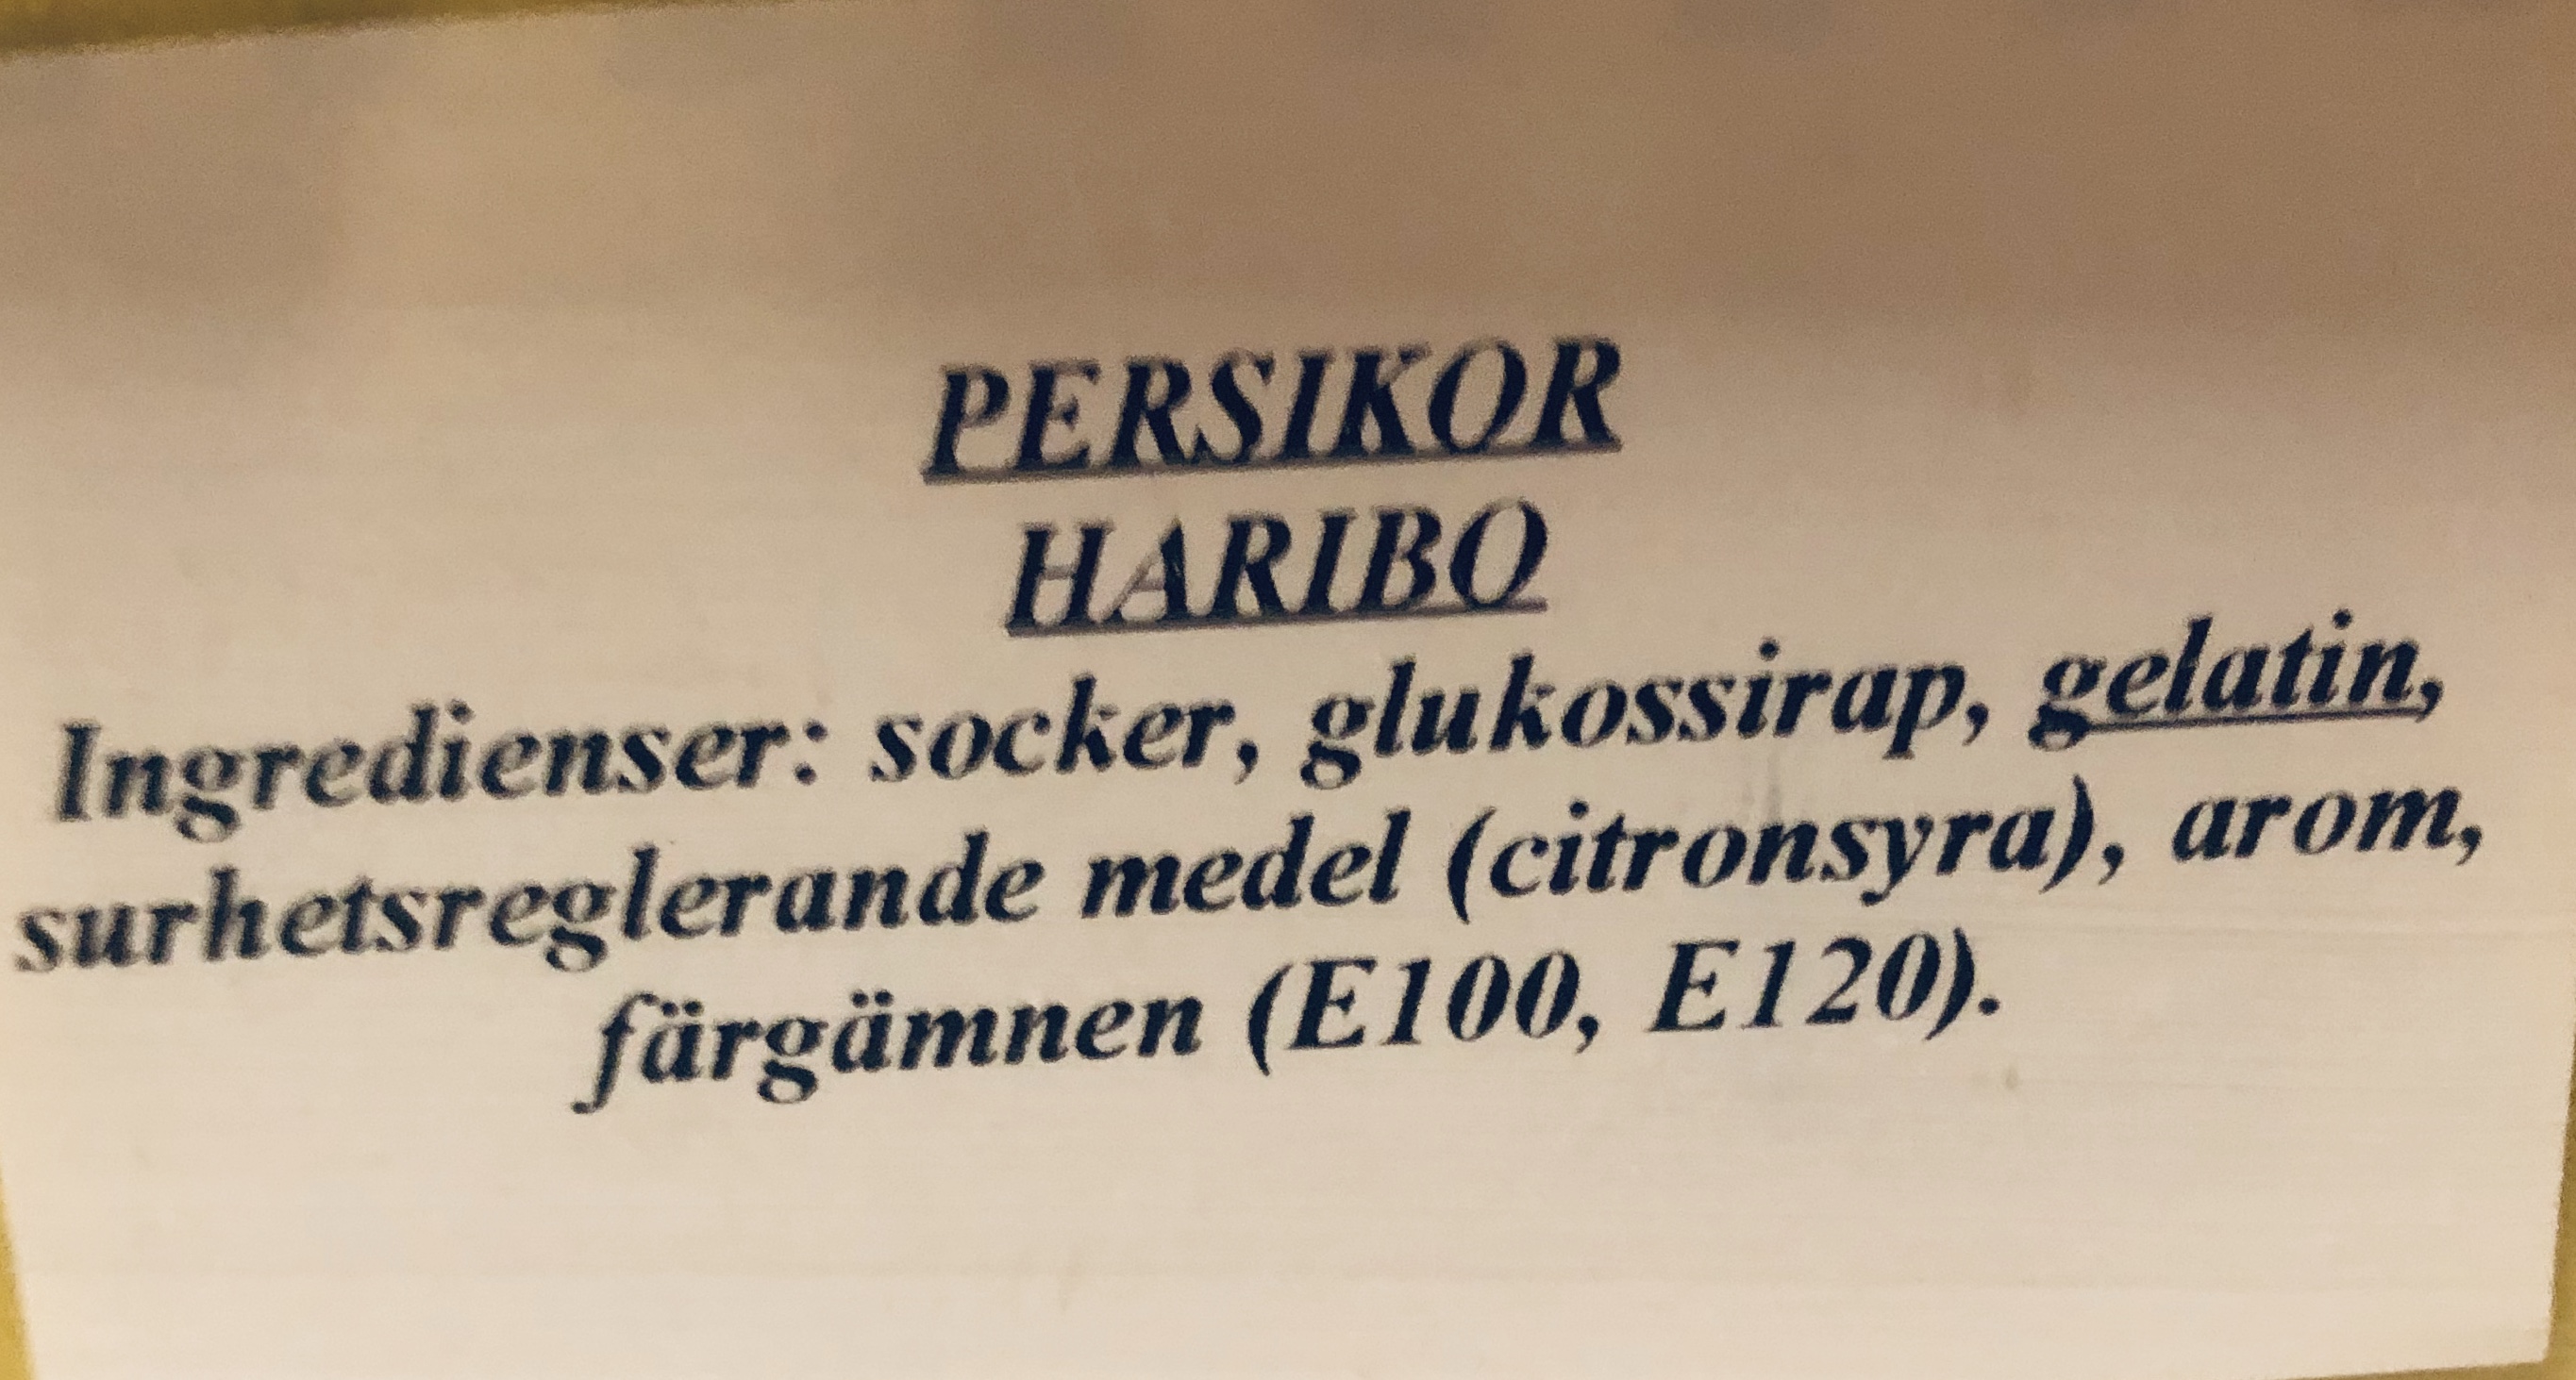 PERSIKOR
HARIBO
Ingredienser: socker, glukossirap, gelatin,
surhetsreglerande medel (citronsyra), arom,
färgämnen (E100, E120).